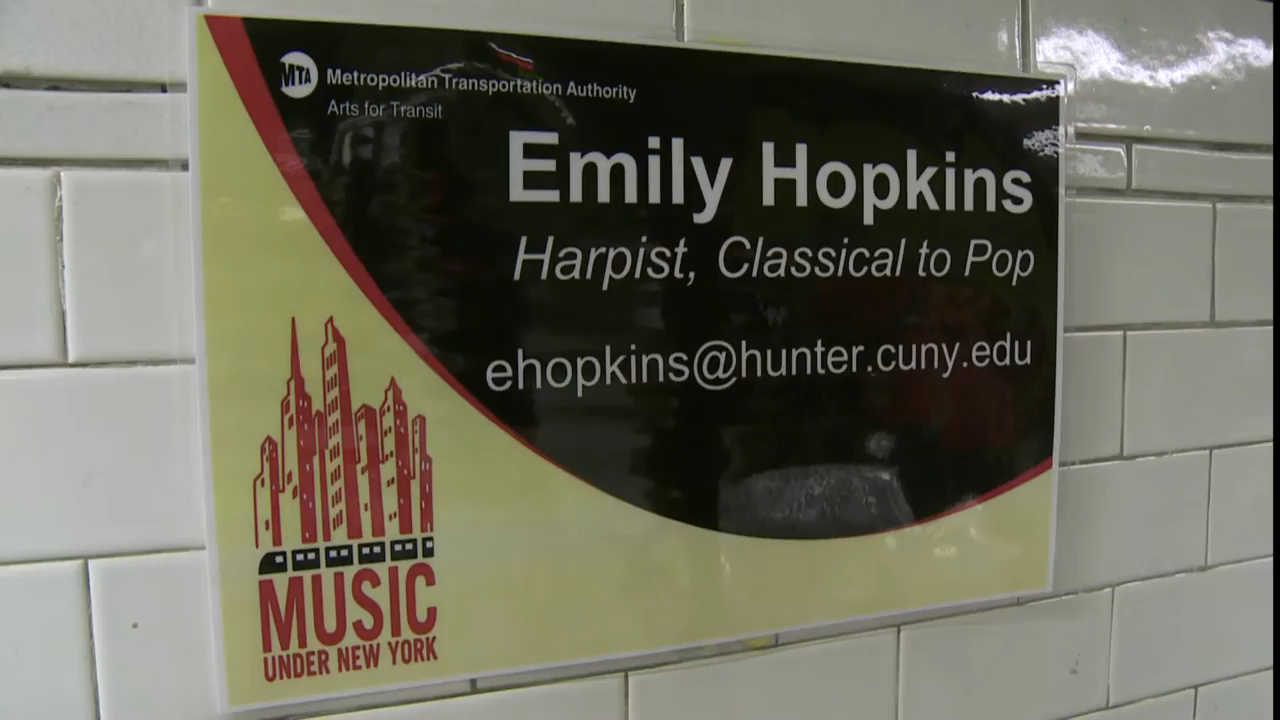 MTA Metropolitan Transportation Authority
Arts for Transit
Emily Hopkins
Harpist, Classical to Pop
ehopkins@hunter.cuny.edu
MUSIC
UNDER NEW YORK